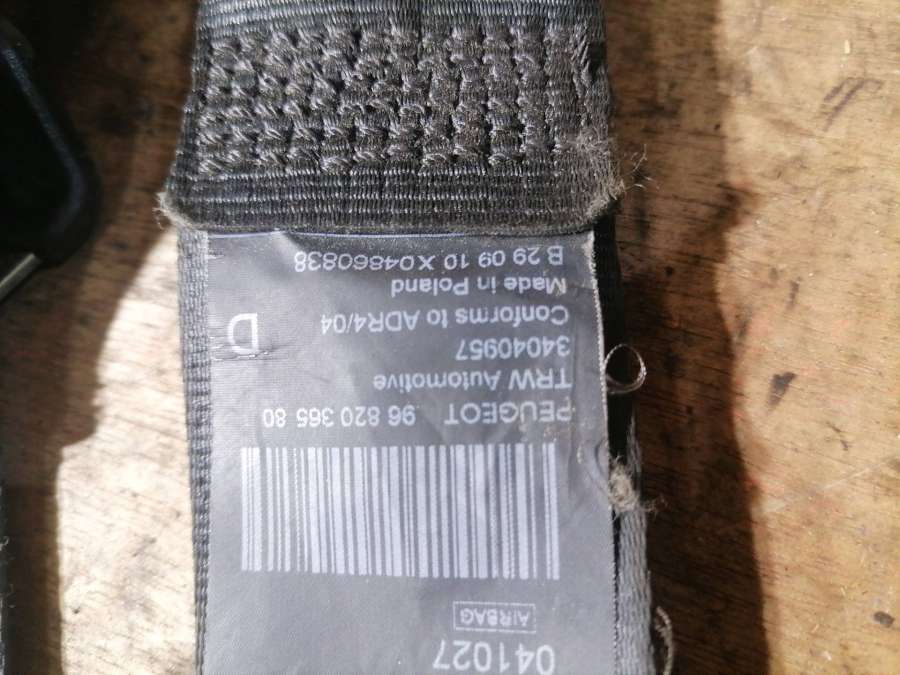 041027
AIRBAG
PEUGEOT 96 820 365 80
TRW Automotive
34040957
Conforms to ADR4/04
D
Made in Poland
B 29 09 10 X04860838